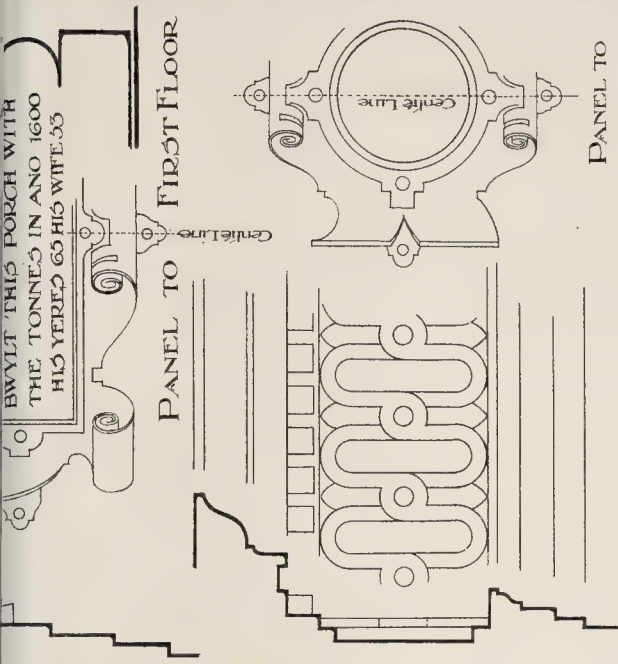 BWYLT THIS PORCH WITH
THE TONNES IN ANO 1600
HIS YERES 65 HIS WIFE 53
Centre Line
PANEL TO FIRST FLOOR
Centre Line
PANEL TO